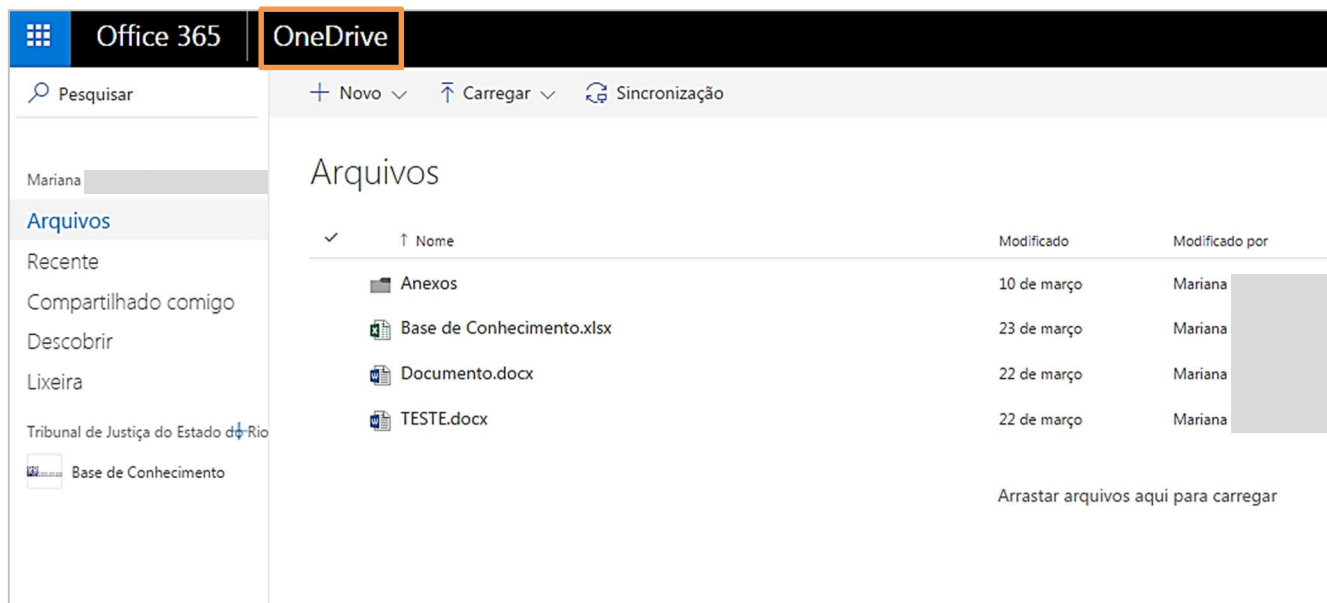 Office 365 OneDrive
Pesquisar
+ Novo Carregar Sincronização
Arquivos
Mariana
Arquivos
Recente
Compartilhado comigo
Descobrir
Lixeira
Tribunal de Justiça do Estado do Rio
Base de Conhecimento
↑ Nome Modificado Modificado por
Anexos 10 de março Mariana
Base de Conhecimento.xlsx 23 de março Mariana
Documento.docx 22 de março Mariana
TESTE.docx 22 de março Mariana
Arrastar arquivos aqui para carregar